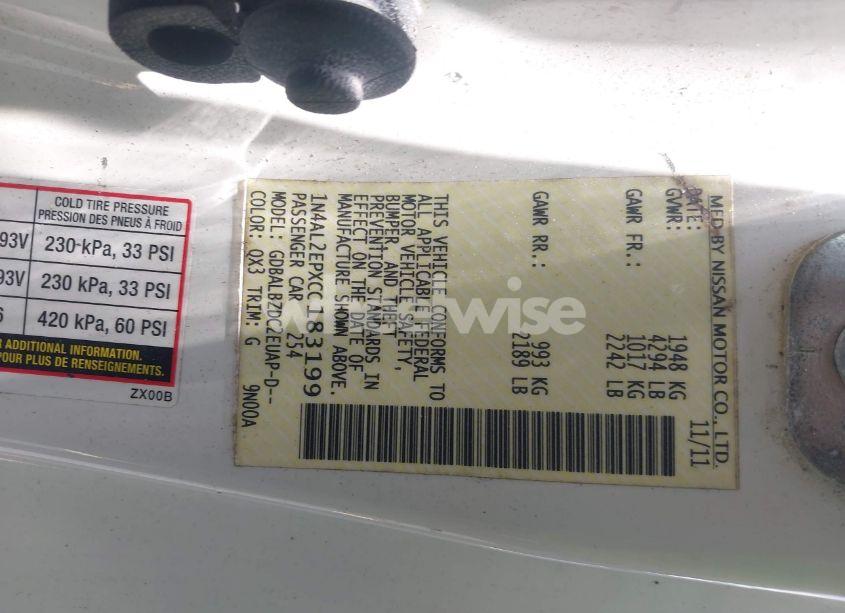 COLD TIRE PRESSURE
PRESSION DES PNEUS À FROID
93V 230 kPa, 33 PSI
93V 230 kPa, 33 PSI
6 420 kPa, 60 PSI
R ADDITIONAL INFORMATION.
POUR PLUS DE RENSEIGNEMENTS.
ZX00B
MFD BY NISSAN MOTOR CO., LTD.
DATE: 11/11
GVWR: 1948 KG
4294 LB
GAWR FR.: 1017 KG
2242 LB
GAWR RR.: 993 KG
2189 LB
THIS VEHICLE CONFORMS TO
ALL APPLICABLE FEDERAL
MOTOR VEHICLE SAFETY,
BUMPER, AND THEFT
PREVENTION STANDARDS IN
EFFECT ON THE DATE OF
MANUFACTURE SHOWN ABOVE.
1N4AL2EPXCC183199
PASSENGER CAR 254
MODEL: GDBALBZDC2EUAP-D--
COLOR: QX3 TRIM: G 9N00A